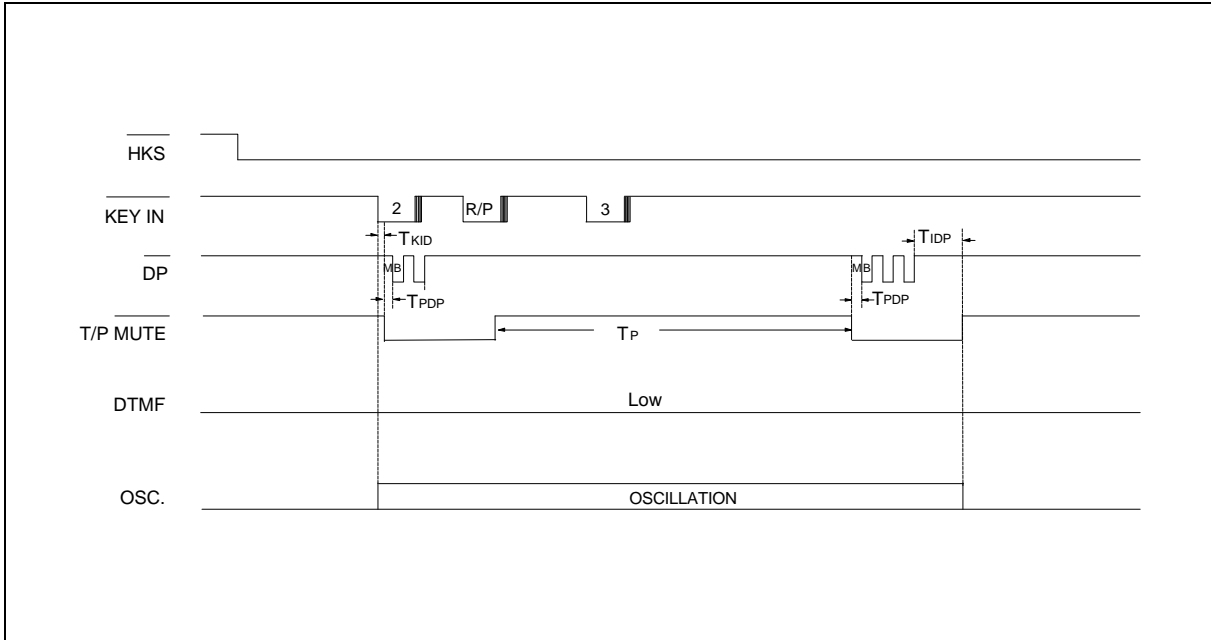 HKS
KEY IN
2
R/P
3
TKID
TIDP
DP
MB
MB
TPDP
TPDP
T/P MUTE
TP
DTMF
Low
OSC.
OSCILLATION